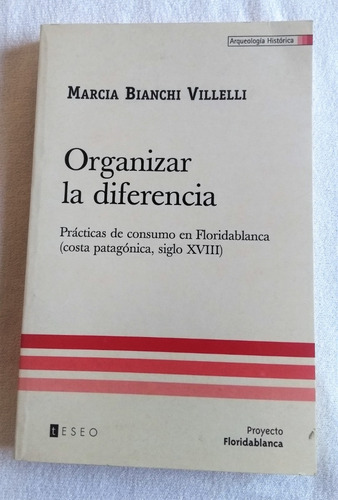 Arqueología Histórica
MARCIA BIANCHI VILLELLI
Organizar
la diferencia
Prácticas de consumo en Floridablanca
(costa patagónica, siglo XVIII)
tESEO
Proyecto
Floridablanca